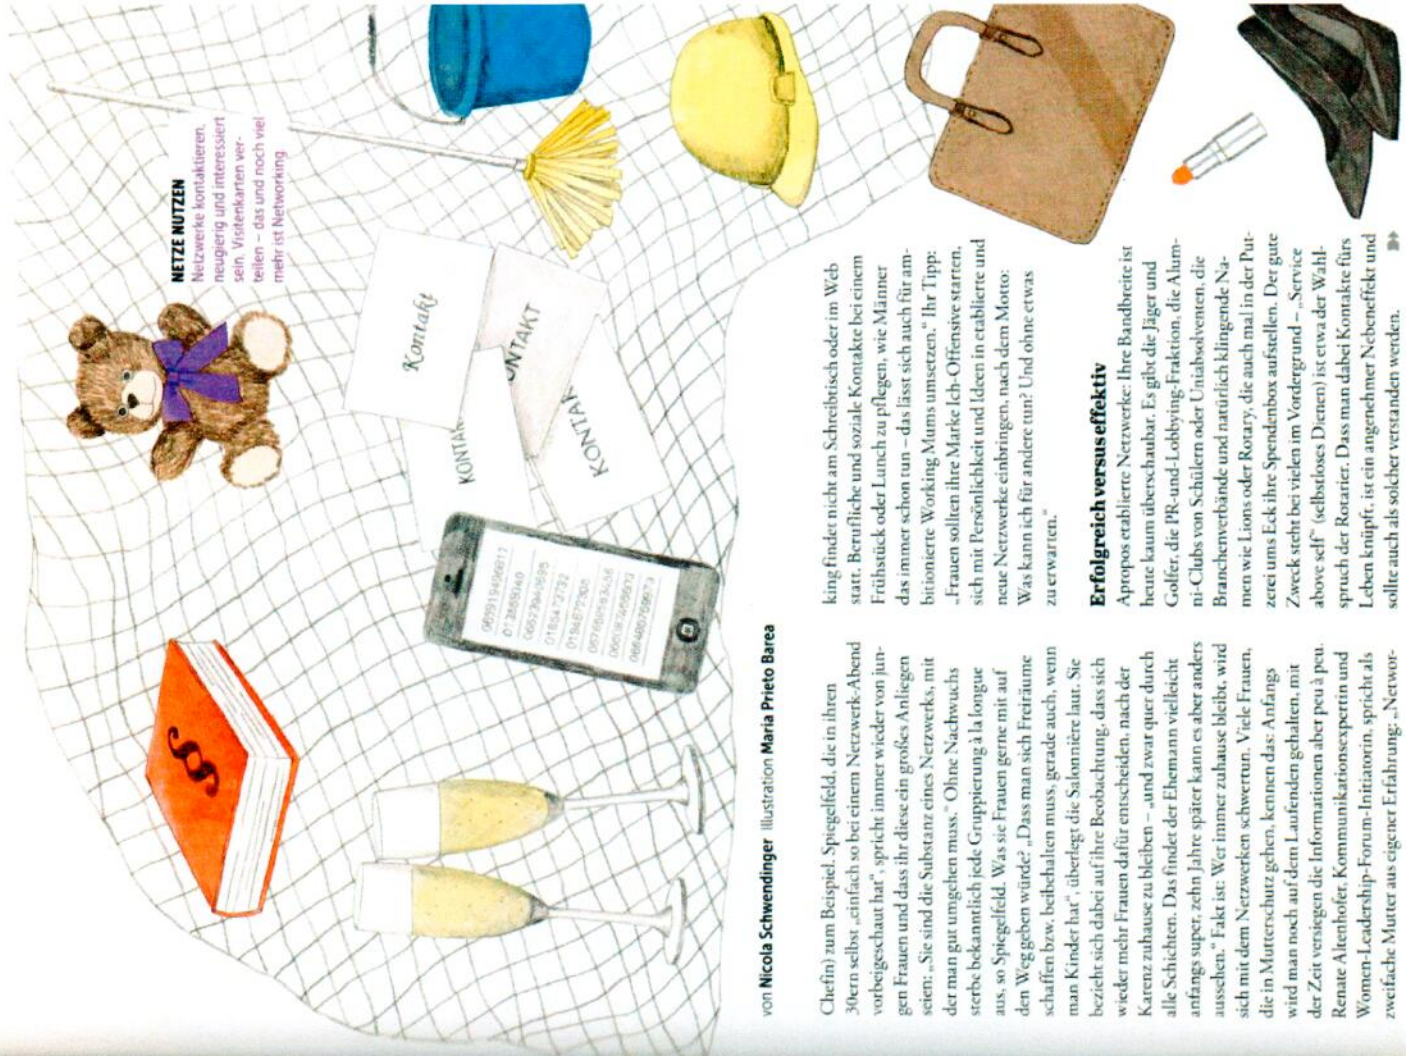 NETZE NUTZEN
Netzwerke kontaktieren,
neugierig und interessiert
sein, Visitenkarten ver-
teilen – das und noch viel
mehr ist Networking
§
Kontakt
KONTAK
ONTAKT
KONTAK
von Nicola Schwendinger Illustration Maria Prieto Barea
Chefin) zum Beispiel. Spiegelfeld, die in ihren
30ern selbst „einfach so bei einem Netzwerk-Abend
vorbeigeschaut hat“, spricht immer wieder von jun-
gen Frauen und dass ihr diese ein großes Anliegen
seien: „Sie sind die Substanz eines Netzwerks, mit
der man gut umgehen muss.“ Ohne Nachwuchs
sterbe bekanntlich jede Gruppierung à la longue
aus, so Spiegelfeld. Was sie Frauen gerne mit auf
den Weg geben würde? „Dass man sich Freiräume
schaffen bzw. beibehalten muss, gerade auch, wenn
man Kinder hat“, überlegt die Salonnière laut. Sie
bezieht sich dabei auf ihre Beobachtung, dass sich
wieder mehr Frauen dafür entscheiden, nach der
Karenz zuhause zu bleiben – „und zwar quer durch
alle Schichten. Das findet der Ehemann vielleicht
anfangs super, zehn Jahre später kann es aber anders
aussehen.“ Fakt ist: Wer immer zuhause bleibt, wird
sich mit dem Netzwerken schwertun. Viele Frauen,
die in Mutterschutz gehen, kennen das: Anfangs
wird man noch auf dem Laufenden gehalten, mit
der Zeit versiegen die Informationen aber peu à peu.
Renate Altenhofer, Kommunikationsexpertin und
Women-Leadership-Forum-Initiatorin, spricht als
zweifache Mutter aus eigener Erfahrung: „Networ-
king findet nicht am Schreibtisch oder im Web
statt. Berufliche und soziale Kontakte bei einem
Frühstück oder Lunch zu pflegen, wie Männer
das immer schon tun – das lässt sich auch für am-
bitionierte Working Mums umsetzen.“ Ihr Tipp:
„Frauen sollten ihre Marke Ich-Offensive starten,
sich mit Persönlichkeit und Ideen in etablierte und
neue Netzwerke einbringen, nach dem Motto:
Was kann ich für andere tun? Und ohne etwas
zu erwarten.“
Erfolgreich versus effektiv
Apropos etablierte Netzwerke: Ihre Bandbreite ist
heute kaum überschaubar. Es gibt die Jäger und
Golfer, die PR-und-Lobbying-Fraktion, die Alum-
ni-Clubs von Schülern oder Uniabsolventen, die
Branchenverbände und natürlich klingende Na-
men wie Lions oder Rotary, die auch mal in der Put-
zerei ums Eck ihre Spendenbox aufstellen. Der gute
Zweck steht bei vielen im Vordergrund – „Service
above self“ (selbstloses Dienen) ist etwa der Wahl-
spruch der Rotarier. Dass man dabei Kontakte fürs
Leben knüpft, ist ein angenehmer Nebeneffekt und
sollte auch als solcher verstanden werden.